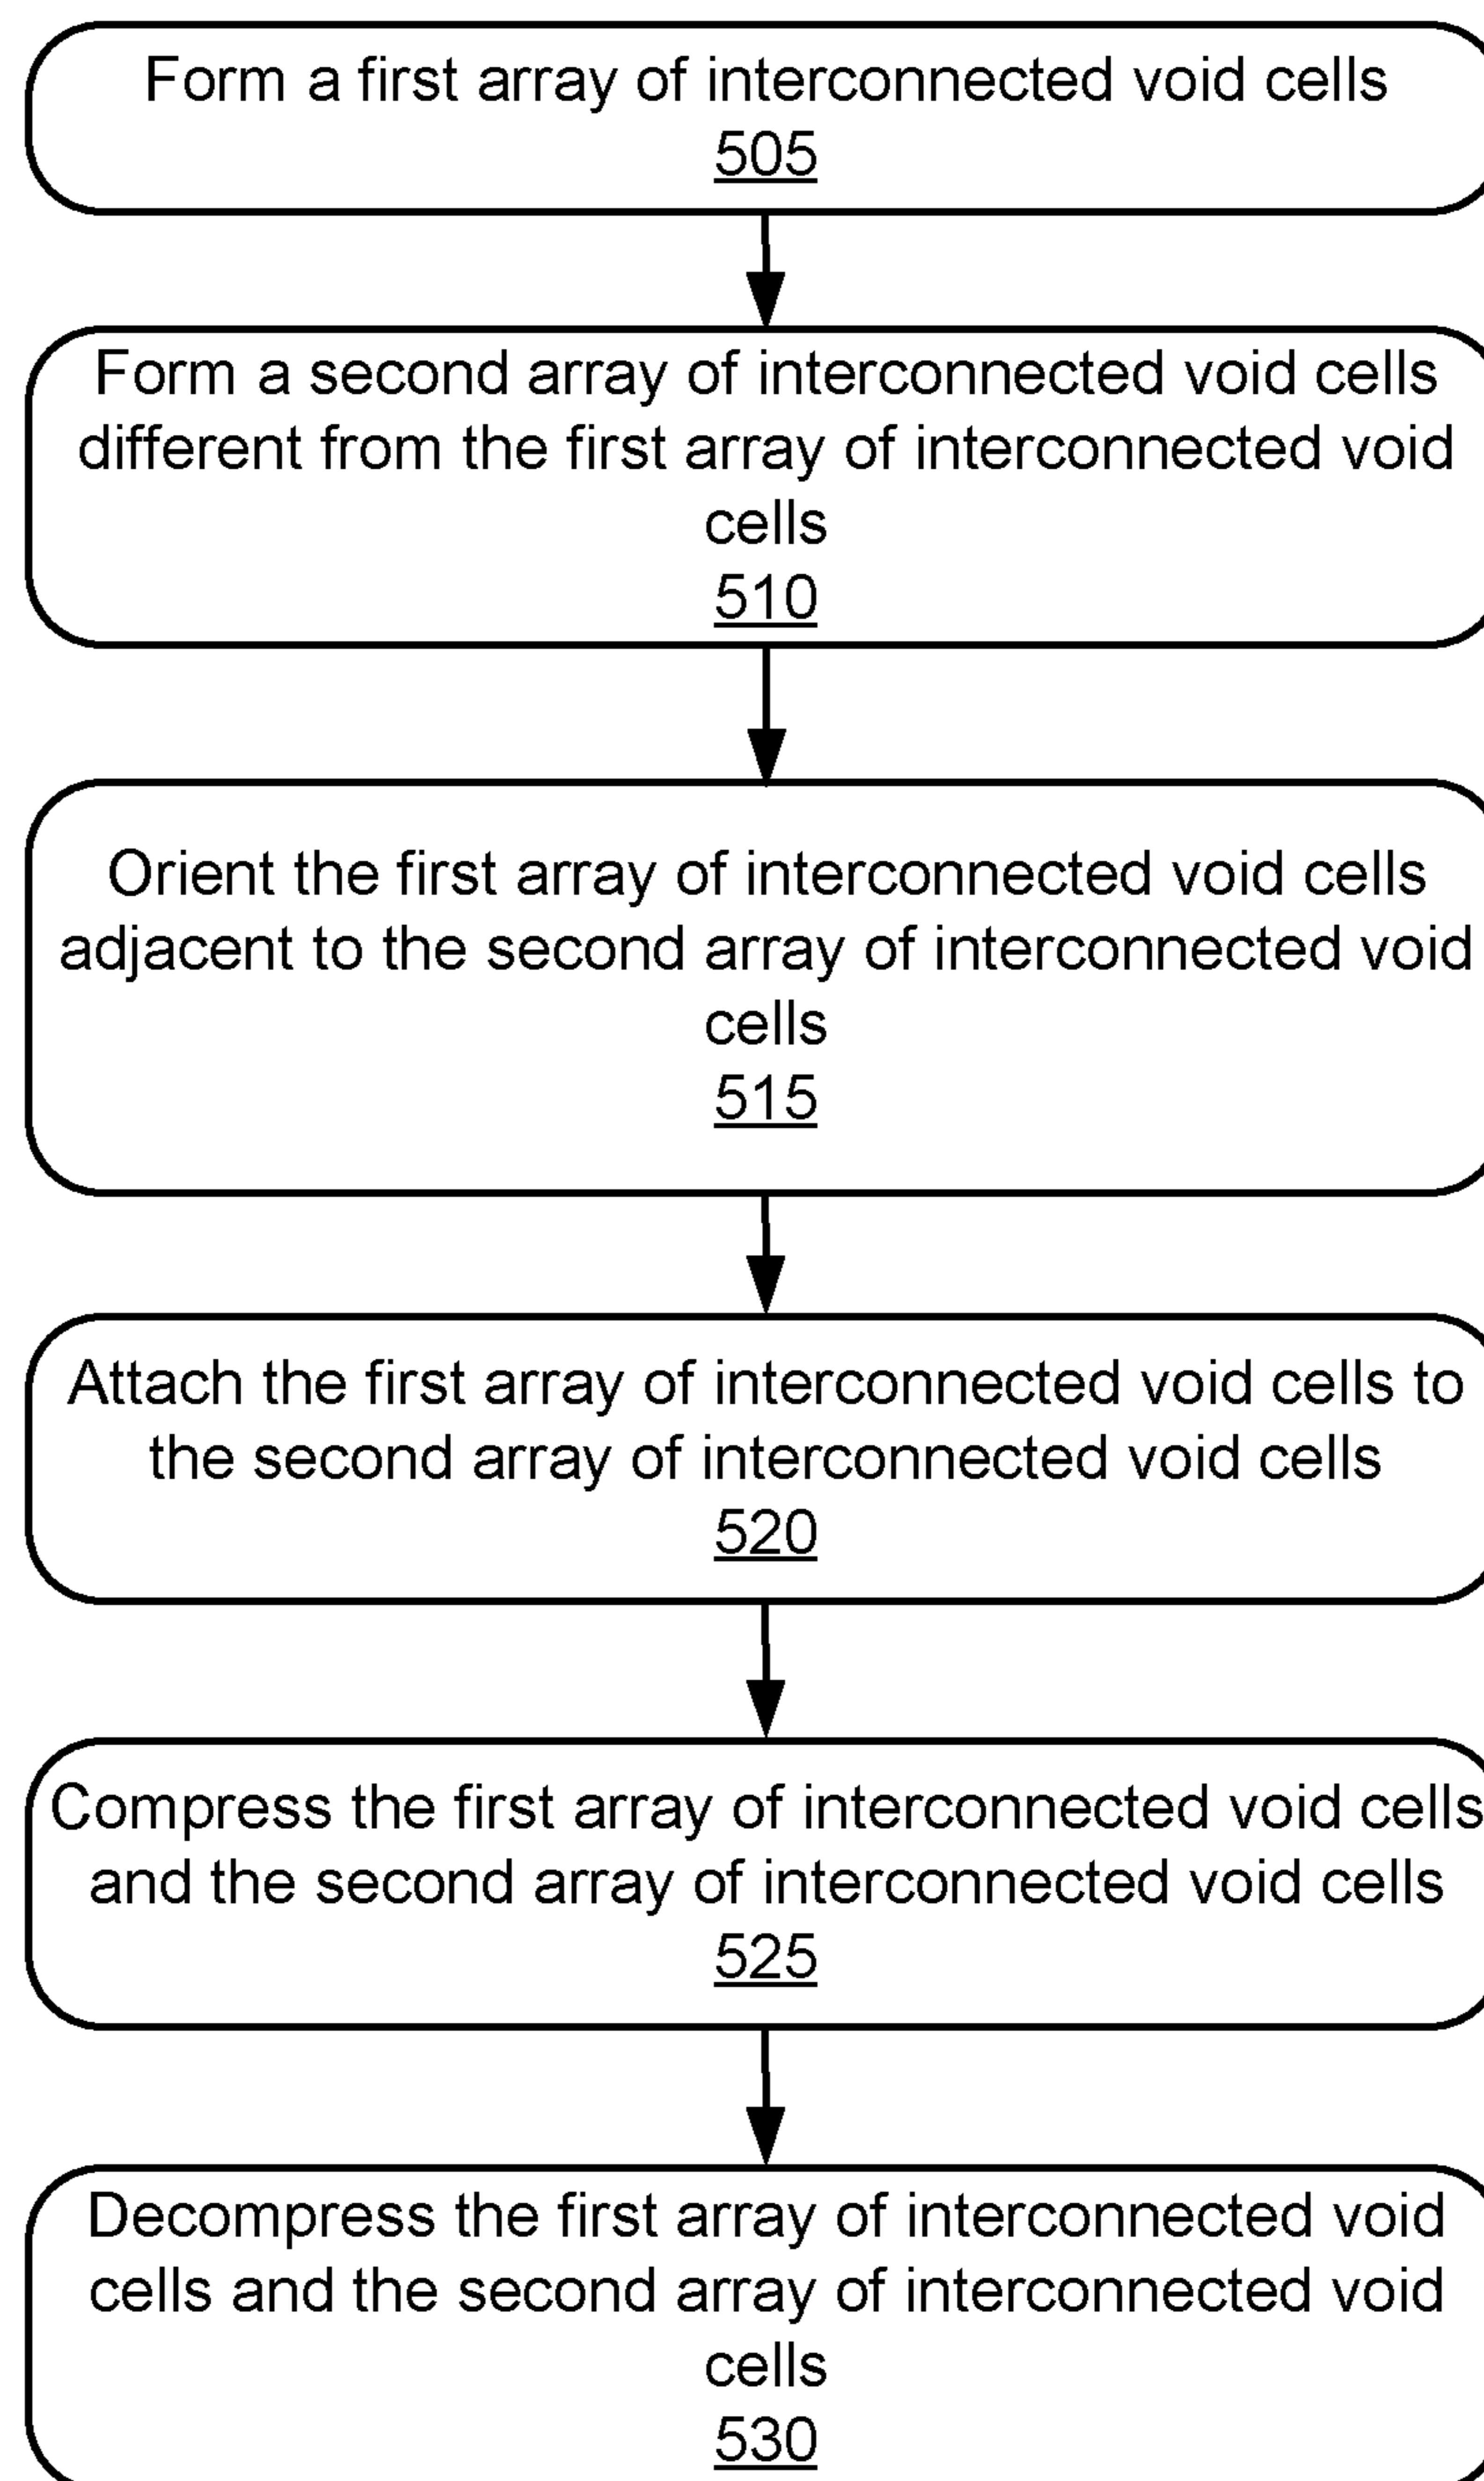 Form a first array of interconnected void cells
505
Form a second array of interconnected void cells
different from the first array of interconnected void
cells
510
Orient the first array of interconnected void cells
adjacent to the second array of interconnected void
cells
515
Attach the first array of interconnected void cells to
the second array of interconnected void cells
520
Compress the first array of interconnected void cells
and the second array of interconnected void cells
525
Decompress the first array of interconnected void
cells and the second array of interconnected void
cells
530